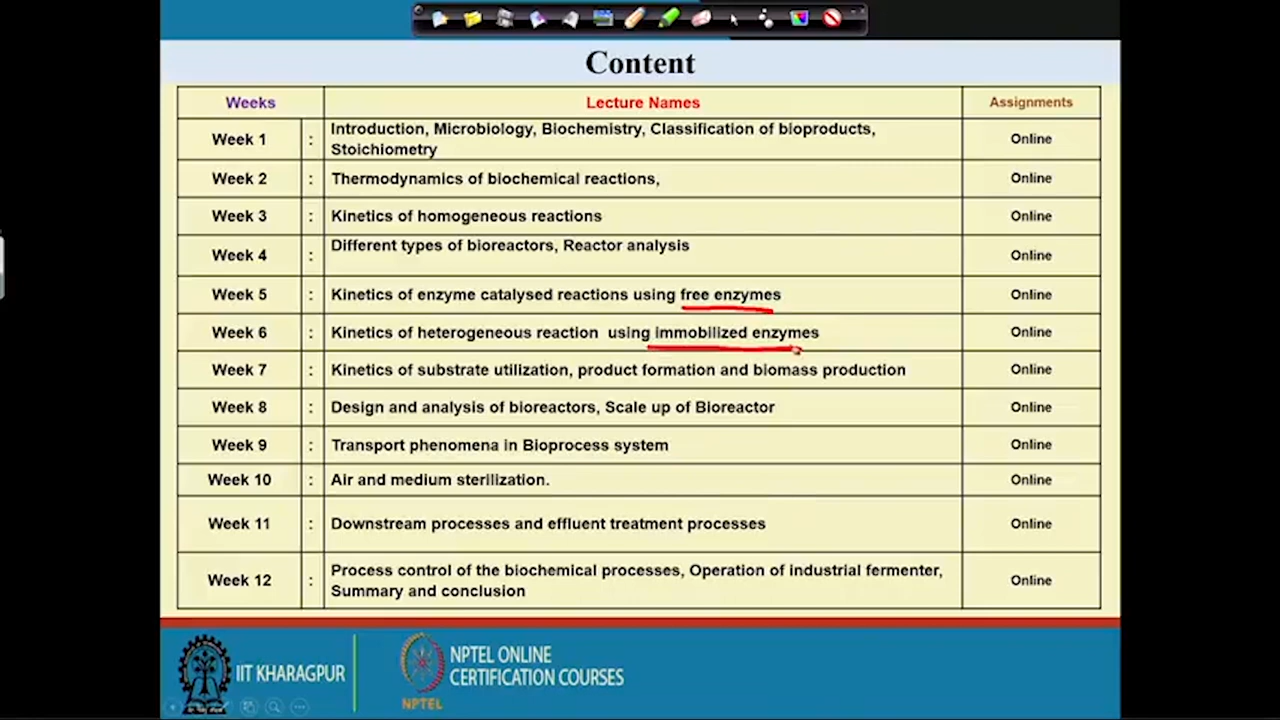 Content
Weeks Lecture Names Assignments
Week 1 : Introduction, Microbiology, Biochemistry, Classification of bioproducts, Online
Stoichiometry
Week 2 : Thermodynamics of biochemical reactions, Online
Week 3 : Kinetics of homogeneous reactions Online
Week 4 : Different types of bioreactors, Reactor analysis Online
Week 5 : Kinetics of enzyme catalysed reactions using free enzymes Online
Week 6 : Kinetics of heterogeneous reaction using immobilized enzymes Online
Week 7 : Kinetics of substrate utilization, product formation and biomass production Online
Week 8 : Design and analysis of bioreactors, Scale up of Bioreactor Online
Week 9 : Transport phenomena in Bioprocess system Online
Week 10 : Air and medium sterilization. Online
Week 11 : Downstream processes and effluent treatment processes Online
Week 12 : Process control of the biochemical processes, Operation of industrial fermenter, Online
Summary and conclusion
IIT KHARAGPUR
NPTEL ONLINE
CERTIFICATION COURSES
NPTEL